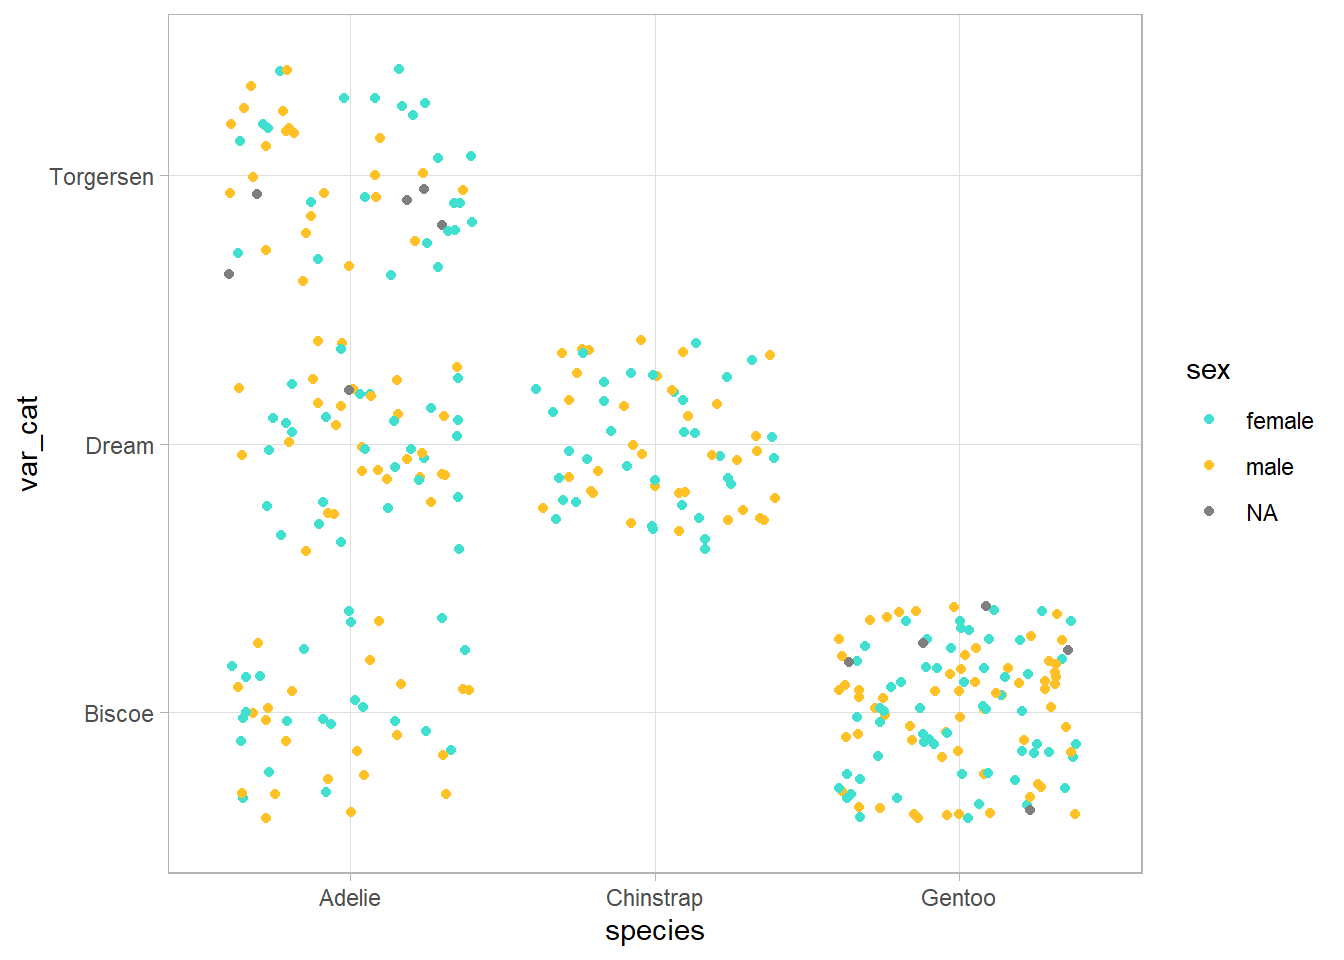 Torgersen
Dream
Biscoe
var_cat
Adelie
Chinstrap
Gentoo
species
sex
female
male
NA